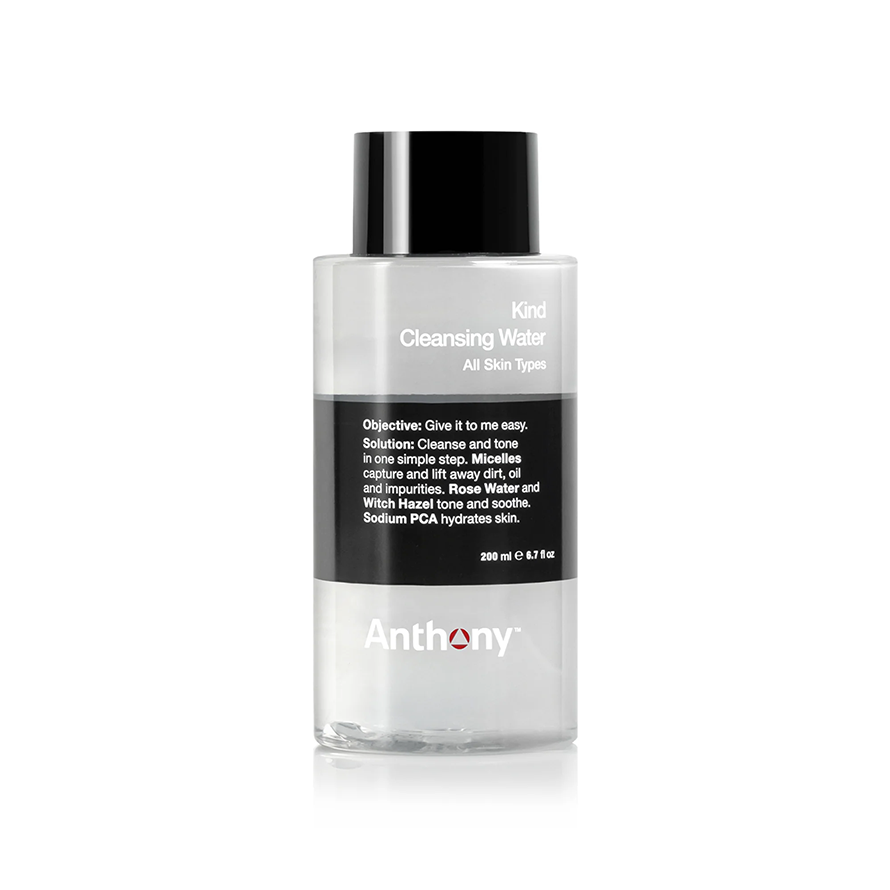 Kind
Cleansing Water
All Skin Types
Objective: Give it to me easy.
Solution: Cleanse and tone
in one simple step. Micelles
capture and lift away dirt, oil
and impurities. Rose Water and
Witch Hazel tone and soothe.
Sodium PCA hydrates skin.
200 ml ℮ 6.7 fl oz
Anthony™